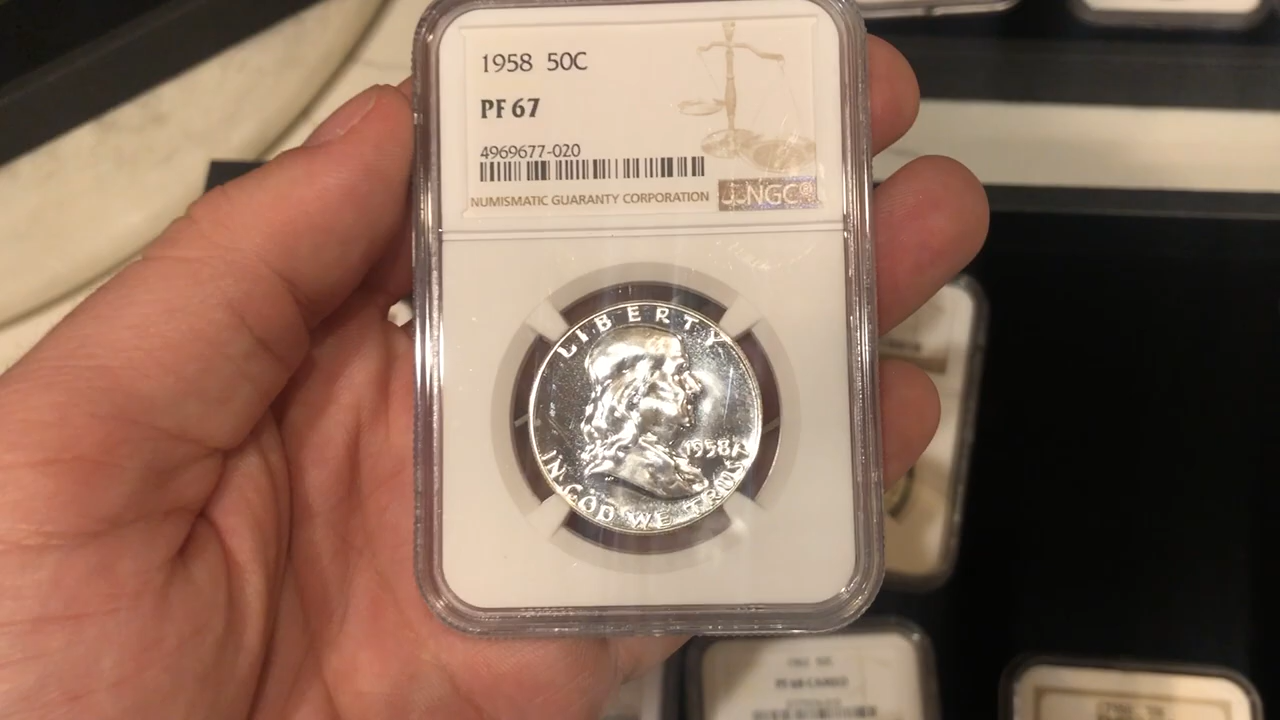 1958 50C
PF 67
4969677-020
NUMISMATIC GUARANTY CORPORATION NGC®
LIBERTY
1958
IN GOD WE TRUST